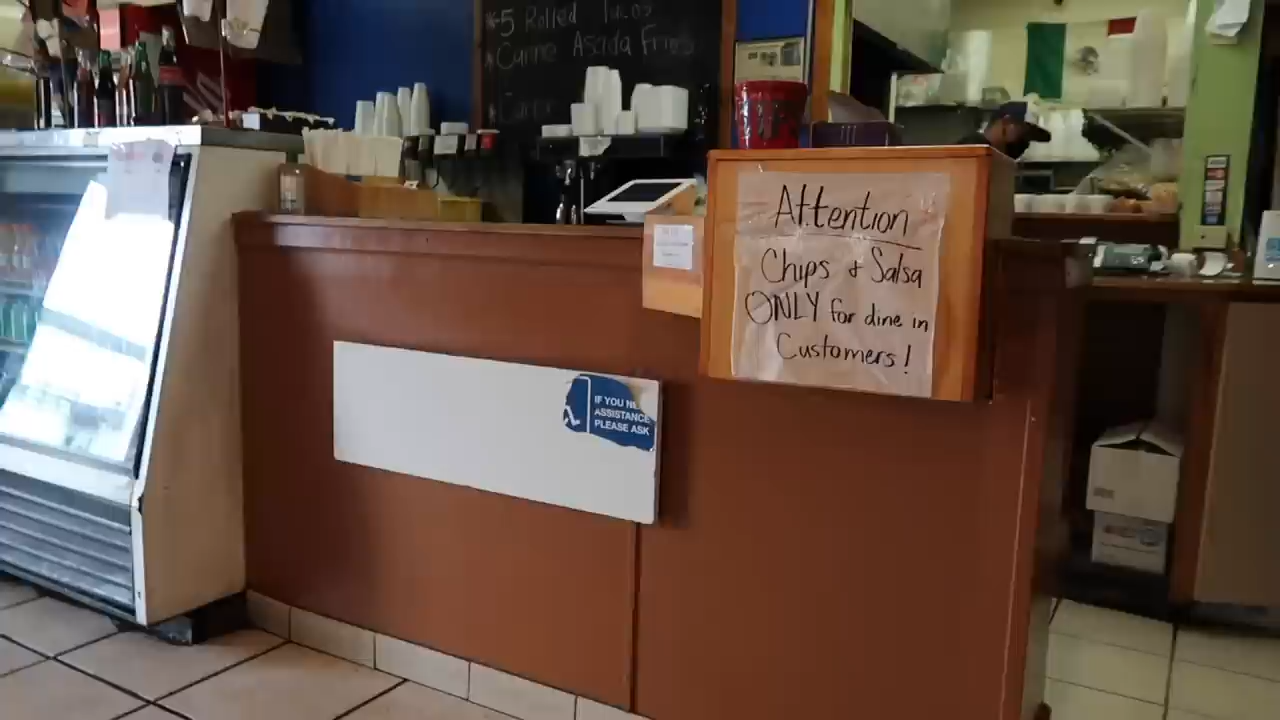 5 Rolled Tacos
Carne Asada Fries
Attention
Chips & Salsa
ONLY for dine in
Customers!
IF YOU
ASSISTANCE
PLEASE ASK